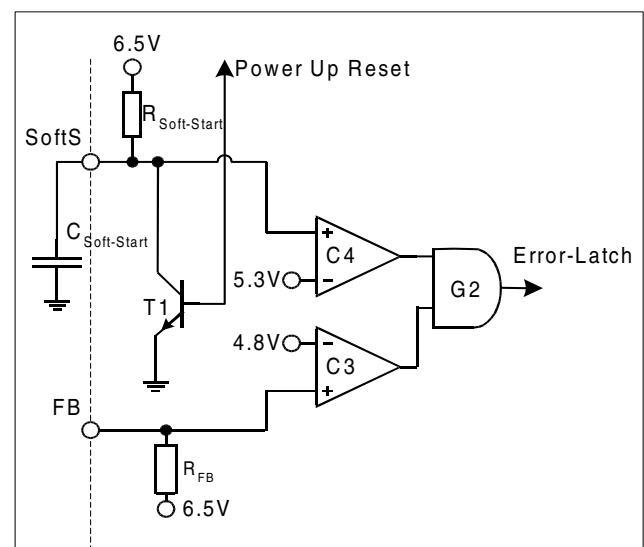 6.5V
Power Up Reset
R Soft-Start
SoftS
C Soft-Start
C4
5.3V
G2
Error-Latch
T1
4.8V
C3
FB
R FB
6.5V